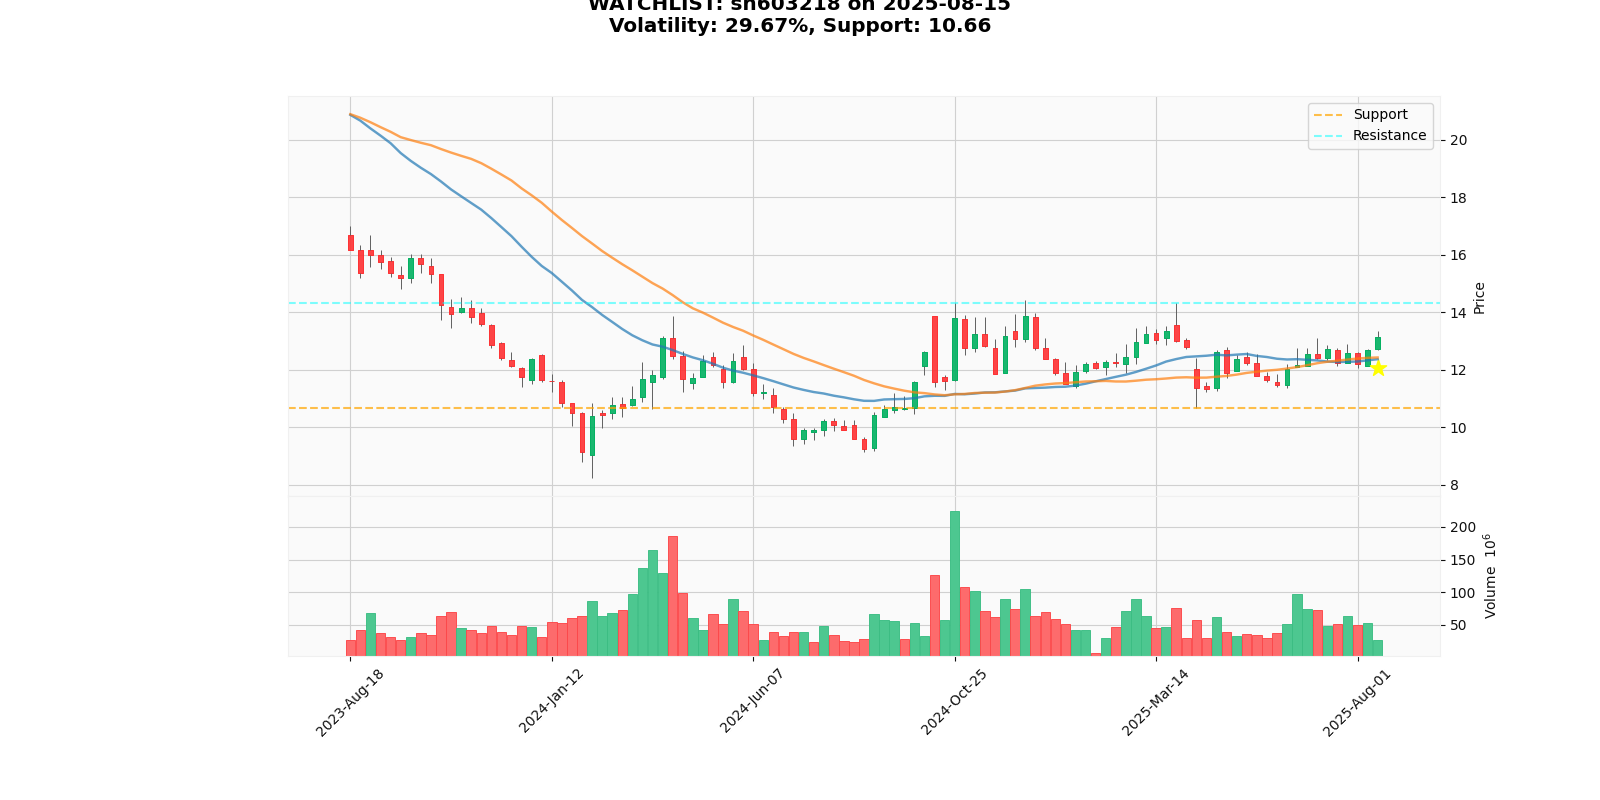 WATCHLIST: sh603218 on 2025-08-15
Volatility: 29.67%, Support: 10.66
Support
Resistance
20
18
16
14
12
10
8
Price
200
150
100
50
Volume 10^6
2023-Aug-18
2024-Jan-12
2024-Jun-07
2024-Oct-25
2025-Mar-14
2025-Aug-01